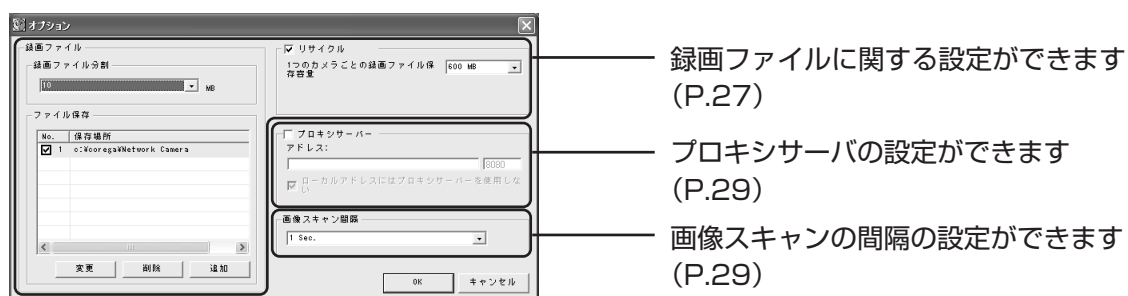 オプション
録画ファイル
録画ファイル分割
10
MB
ファイル保存
No. 保存場所
1 c:¥corega¥Network Camera
変更 削除 追加
リサイクル
1つのカメラごとの録画ファイル保存容量
600 MB
プロキシサーバー
アドレス:
8080
ローカルアドレスにはプロキシサーバーを使用しない
画像スキャン間隔
1 Sec.
OK キャンセル
録画ファイルに関する設定ができます
(P.27)
プロキシサーバの設定ができます
(P.29)
画像スキャンの間隔の設定ができます
(P.29)